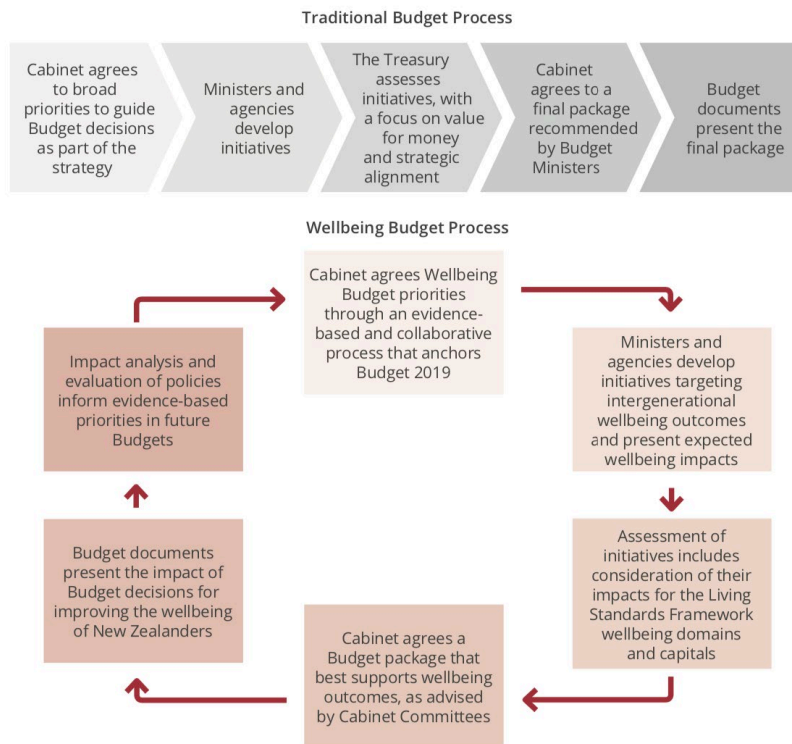 Traditional Budget Process
Cabinet agrees
to broad
priorities to guide
Budget decisions
as part of the
strategy
Ministers and
agencies
develop
initiatives
The Treasury
assesses
initiatives, with
a focus on value
for money
and strategic
alignment
Cabinet
agrees to a
final package
recommended
by Budget
Ministers
Budget
documents
present the
final package
Wellbeing Budget Process
Cabinet agrees Wellbeing
Budget priorities
through an evidence-
based and collaborative
process that anchors
Budget 2019
Ministers and
agencies develop
initiatives targeting
intergenerational
wellbeing outcomes
and present expected
wellbeing impacts
Assessment of
initiatives includes
consideration of their
impacts for the Living
Standards Framework
wellbeing domains
and capitals
Cabinet agrees a
Budget package that
best supports wellbeing
outcomes, as advised
by Cabinet Committees
Budget documents
present the impact of
Budget decisions for
improving the wellbeing
of New Zealanders
Impact analysis and
evaluation of policies
inform evidence-based
priorities in future
Budgets